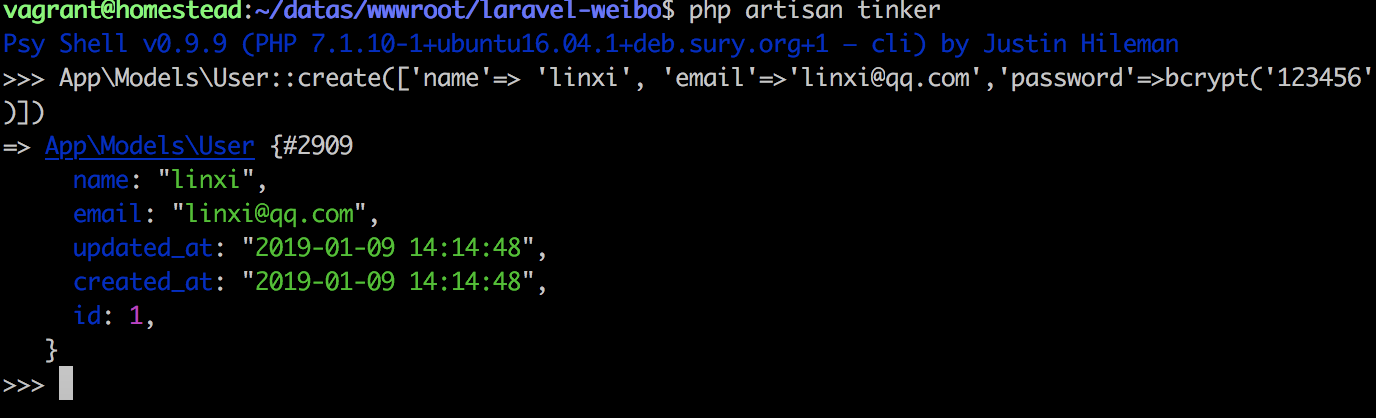 vagrant@homestead:~/datas/wwwroot/laravel-weibo$ php artisan tinker
Psy Shell v0.9.9 (PHP 7.1.10-1+ubuntu16.04.1+deb.sury.org+1 — cli) by Justin Hileman
>>> App\Models\User::create(['name'=> 'linxi', 'email'=>'linxi@qq.com','password'=>bcrypt('123456'
)])
=> App\Models\User {#2909
name: "linxi",
email: "linxi@qq.com",
updated_at: "2019-01-09 14:14:48",
created_at: "2019-01-09 14:14:48",
id: 1,
}
>>>